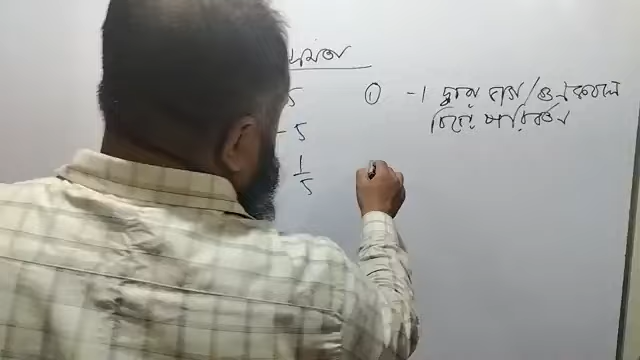 5
① -1 দ্বারা ভাগ/গুণ করলে
চিহ্নের পরিবর্তন
- 5
1/5